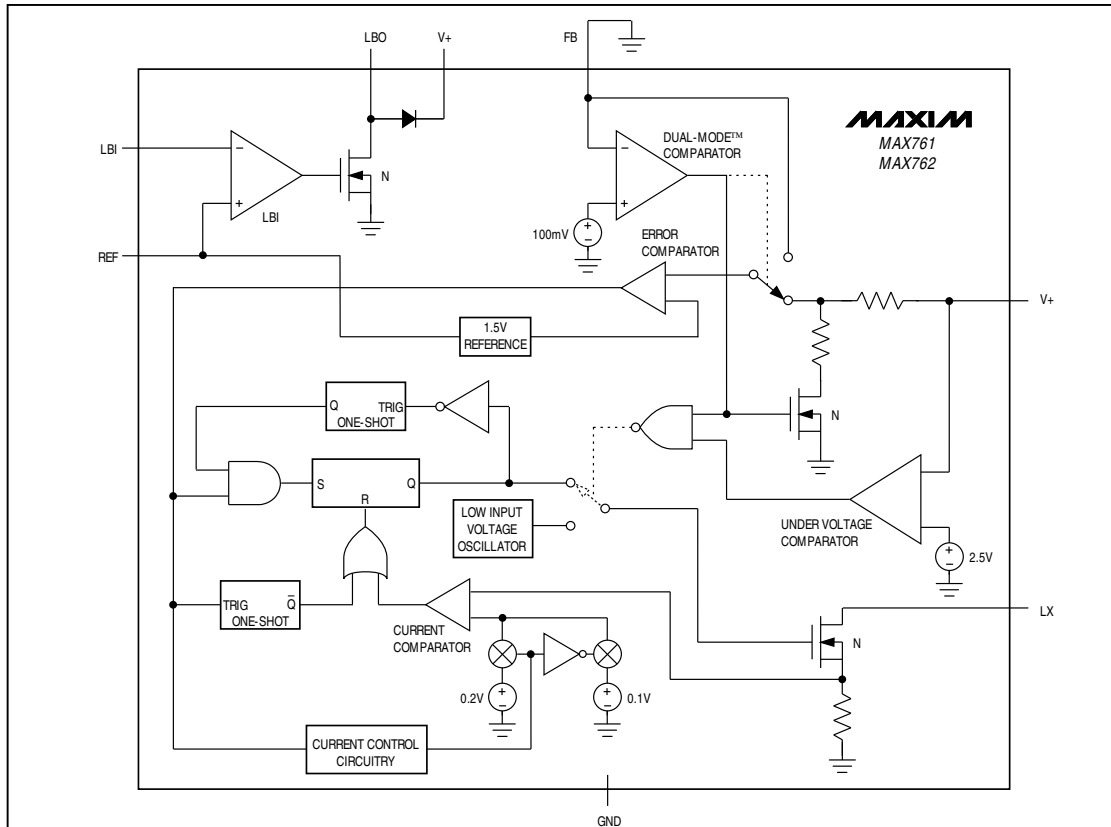 LBO
V+
FB
MAXIM
MAX761
MAX762
LBI
−
+
LBI
N
DUAL-MODE™
COMPARATOR
−
+
100mV
+
−
ERROR
COMPARATOR
REF
1.5V
REFERENCE
V+
Q
TRIG
ONE-SHOT
N
S
Q
R
LOW INPUT
VOLTAGE
OSCILLATOR
UNDER VOLTAGE
COMPARATOR
+
−
2.5V
TRIG
Q̅
ONE-SHOT
CURRENT
COMPARATOR
LX
N
0.2V
+
−
+
−
0.1V
CURRENT CONTROL
CIRCUITRY
GND